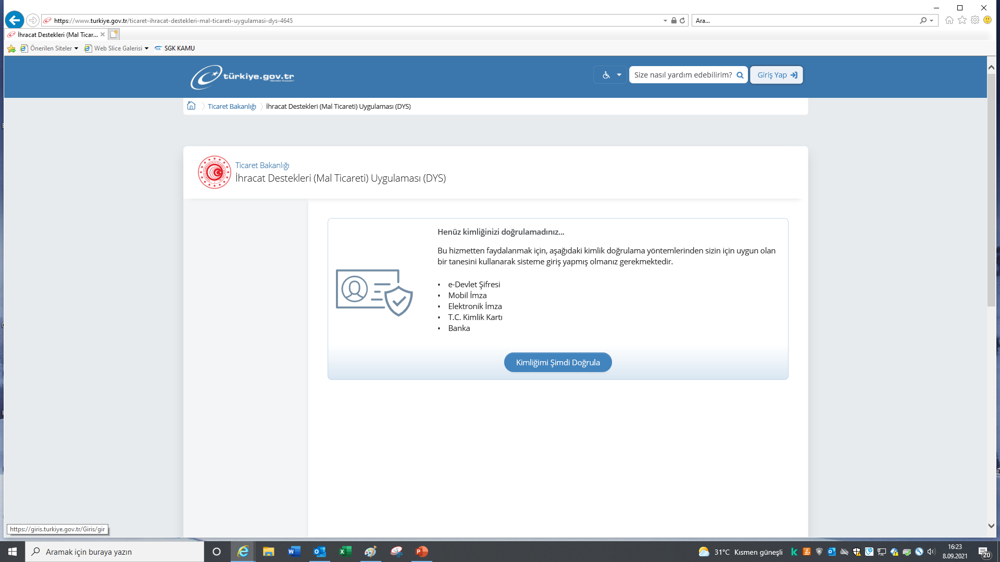 https://www.turkiye.gov.tr/ticaret-ihracat-destekleri-mal-ticareti-uygulamasi-dys-4645
Ara...
İhracat Destekleri (Mal Ticar...
Önerilen Siteler
Web Slice Galerisi
SGK KAMU
türkiye.gov.tr
Size nasıl yardım edebilirim?
Giriş Yap
Ticaret Bakanlığı
İhracat Destekleri (Mal Ticareti) Uygulaması (DYS)
Ticaret Bakanlığı
İhracat Destekleri (Mal Ticareti) Uygulaması (DYS)
Henüz kimliğinizi doğrulamadınız...
Bu hizmetten faydalanmak için, aşağıdaki kimlik doğrulama yöntemlerinden sizin için uygun olan
bir tanesini kullanarak sisteme giriş yapmış olmanız gerekmektedir.
• e-Devlet Şifresi
• Mobil İmza
• Elektronik İmza
• T.C. Kimlik Kartı
• Banka
Kimliğimi Şimdi Doğrula
https://giris.turkiye.gov.tr/Giris/gir
Aramak için buraya yazın
31°C Kısmen güneşli
16:23
8.09.2021
20